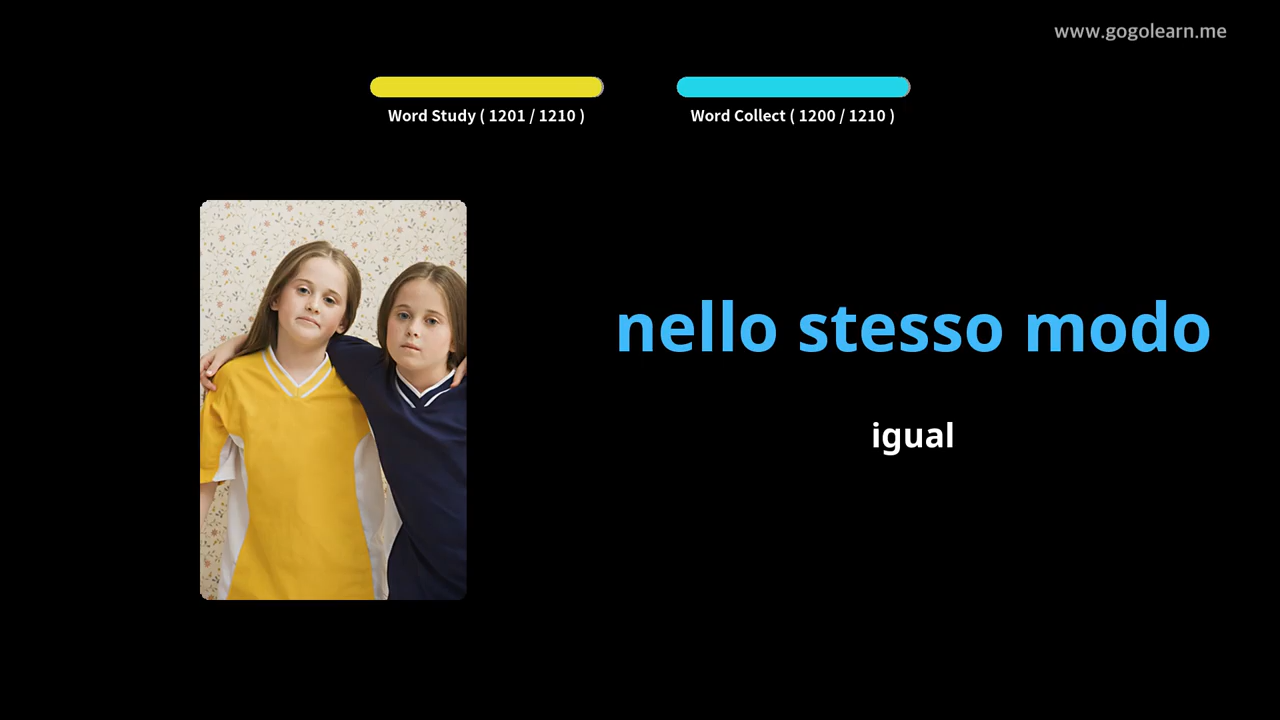 www.gogolearn.me
Word Study ( 1201 / 1210 )
Word Collect ( 1200 / 1210 )
nello stesso modo
igual